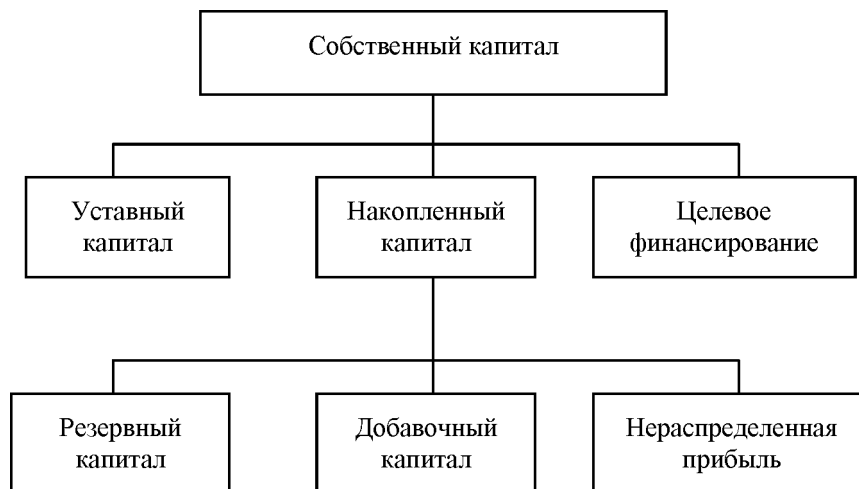 Собственный капитал
Уставный
капитал
Накопленный
капитал
Целевое
финансирование
Резервный
капитал
Добавочный
капитал
Нераспределенная
прибыль